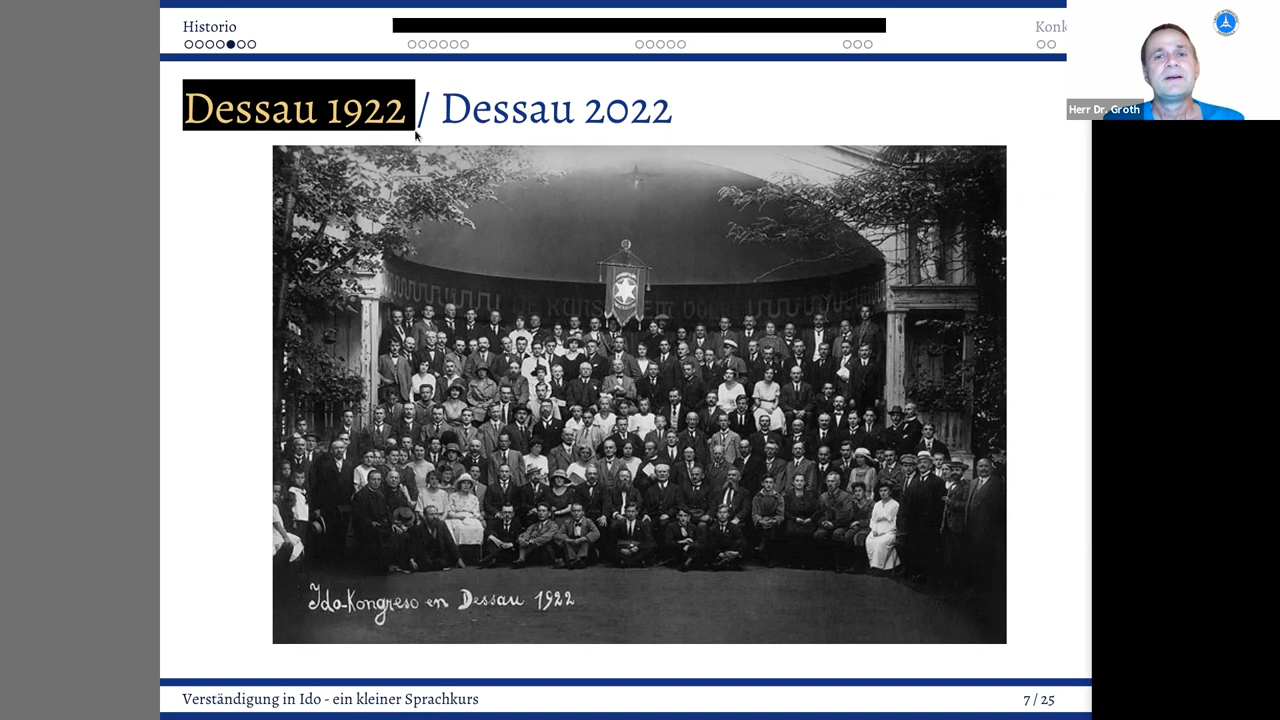 Historio
Konk
Herr Dr. Groth
Dessau 1922 / Dessau 2022
Ido-Kongreso en Dessau 1922
Verständigung in Ido - ein kleiner Sprachkurs
7 / 25